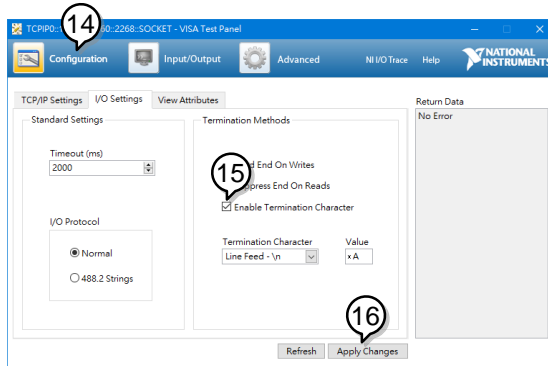 TCPIP0:: 60::2268::SOCKET - VISA Test Panel
14
Configuration Input/Output Advanced NI I/O Trace Help NATIONAL INSTRUMENTS
TCP/IP Settings I/O Settings View Attributes
Return Data
No Error
Standard Settings
Timeout (ms)
2000
I/O Protocol
Normal
488.2 Strings
Termination Methods
End On Writes
15
End On Reads
Enable Termination Character
Termination Character Value
Line Feed - \n xA
16
Refresh Apply Changes